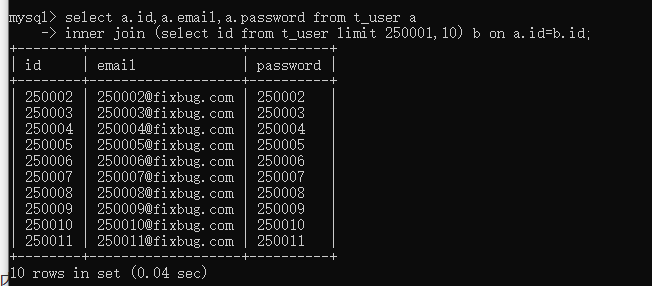 mysql> select a.id,a.email,a.password from t_user a
    -> inner join (select id from t_user limit 250001,10) b on a.id=b.id;
+--------+--------------------+----------+
| id     | email              | password |
+--------+--------------------+----------+
| 250002 | 250002@fixbug.com | 250002   |
| 250003 | 250003@fixbug.com | 250003   |
| 250004 | 250004@fixbug.com | 250004   |
| 250005 | 250005@fixbug.com | 250005   |
| 250006 | 250006@fixbug.com | 250006   |
| 250007 | 250007@fixbug.com | 250007   |
| 250008 | 250008@fixbug.com | 250008   |
| 250009 | 250009@fixbug.com | 250009   |
| 250010 | 250010@fixbug.com | 250010   |
| 250011 | 250011@fixbug.com | 250011   |
+--------+--------------------+----------+
10 rows in set (0.04 sec)